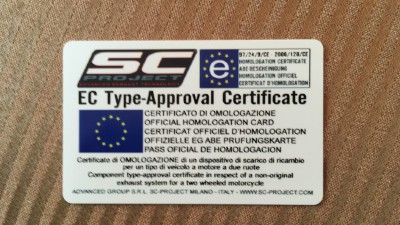 SC
PROJECT
e
97/24/9/CE - 2006/120/CE
HOMOLOGATION CERTIFICATE
ABE-BESCHEINIGUNG
HOMOLOGATION OFFICIEL
CERTIFICAT D'HOMOLOGATION
EC Type-Approval Certificate
CERTIFICATO DI OMOLOGAZIONE
OFFICIAL HOMOLOGATION CARD
CERTIFICAT OFFICIEL D'HOMOLOGATION
OFFIZIELLE EG ABE PRUFUNGSKARTE
PASS OFICIAL DE HOMOLOGACION
Certificato di OMOLOGAZIONE di un dispositivo di scarico di ricambio
per un tipo di veicolo a motore a due ruote
Component type-approval certificate in respect of a non-original
exhaust system for a two wheeled motorcycle
ADVANCED GROUP S.R.L. SC-PROJECT MILANO - ITALY - WWW.SC-PROJECT.COM